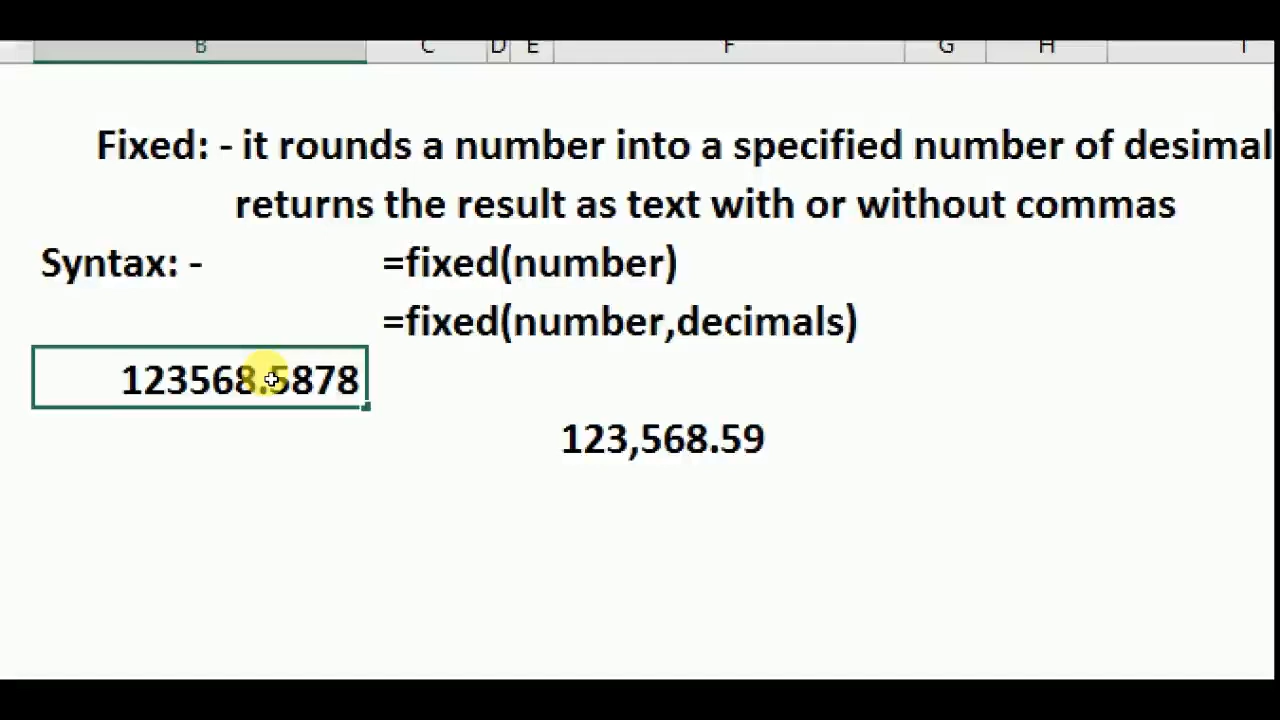 B C D E F G H I
Fixed: - it rounds a number into a specified number of desimal
returns the result as text with or without commas
Syntax: - =fixed(number)
=fixed(number,decimals)
123568.5878
123,568.59